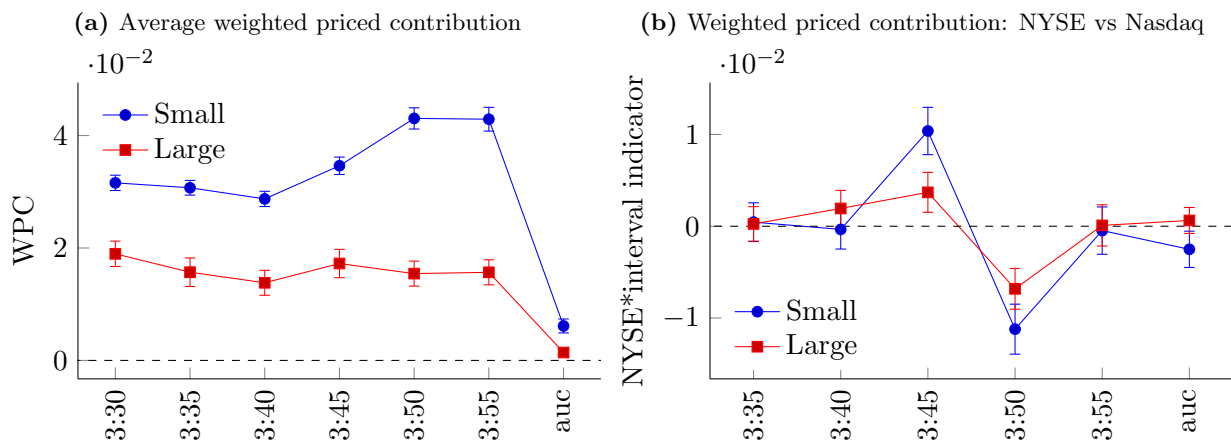 (a) Average weighted priced contribution
·10⁻²
WPC
4
2
0
Small
Large
3:30
3:35
3:40
3:45
3:50
3:55
auc
(b) Weighted priced contribution: NYSE vs Nasdaq
·10⁻²
NYSE*interval indicator
1
0
−1
Small
Large
3:35
3:40
3:45
3:50
3:55
auc